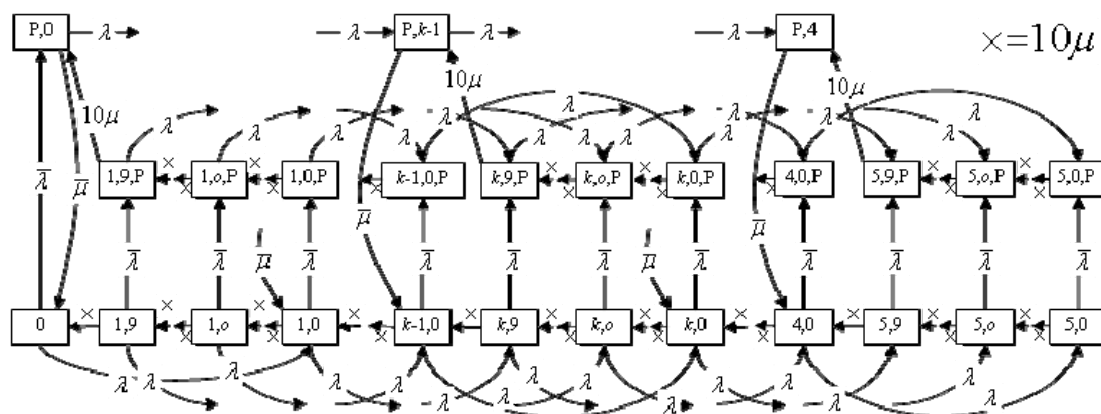 P,0 λ λ P,k-1 λ λ P,4 ×=10μ
10μ 10μ 10μ
λ λ λ λ λ λ λ λ λ λ λ
1,9,P × × 1,o,P × × 1,0,P k-1,0,P × k,9,P × × k,o,P × × k,0,P 4,0,P × 5,9,P × × 5,o,P × × 5,0,P
λ̅ μ̅ μ̅ μ̅
λ̅ λ̅ μ̅ λ̅ λ̅ λ̅ λ̅ μ̅ λ̅ λ̅ λ̅ λ̅ λ̅
0 × 1,9 × × 1,o × × 1,0 × × k-1,0 × k,9 × × k,o × × k,0 × × 4,0 × 5,9 × × 5,o × × 5,0
λ λ λ λ λ λ λ λ λ λ λ